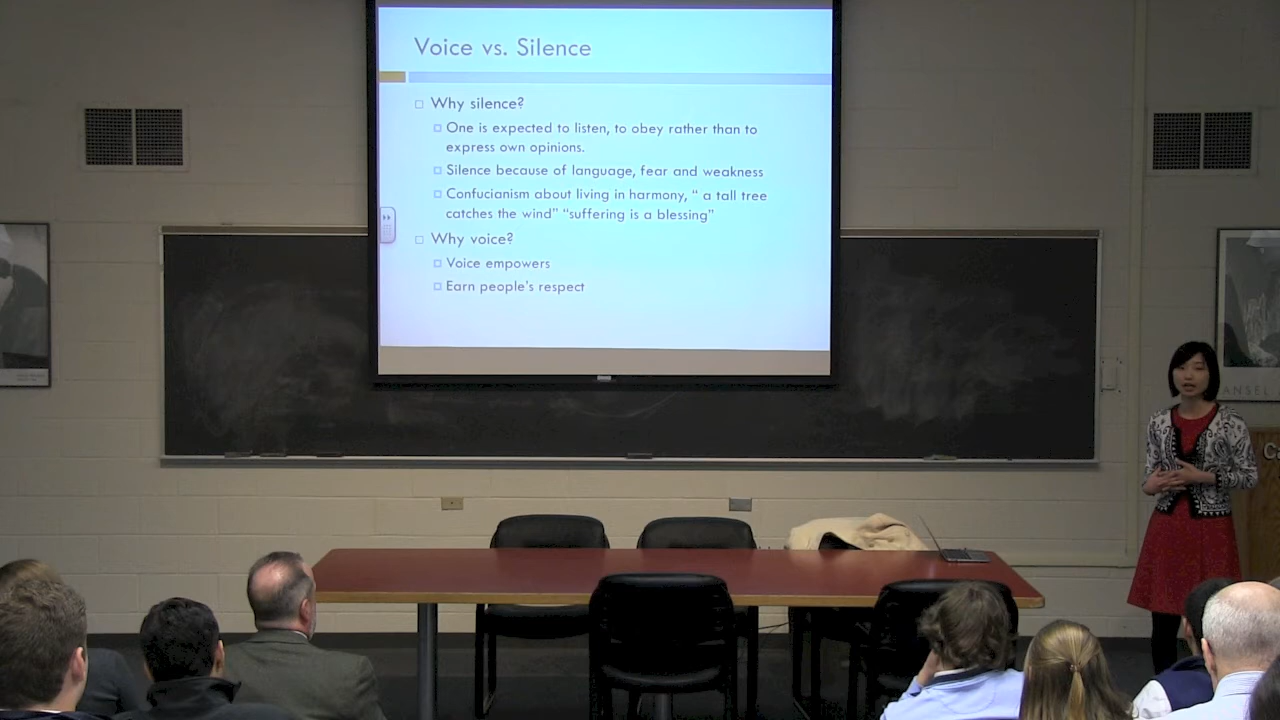 Voice vs. Silence
Why silence?
One is expected to listen, to obey rather than to
express own opinions.
Silence because of language, fear and weakness
Confucianism about living in harmony, “ a tall tree
catches the wind” “suffering is a blessing”
Why voice?
Voice empowers
Earn people’s respect
ANSEL